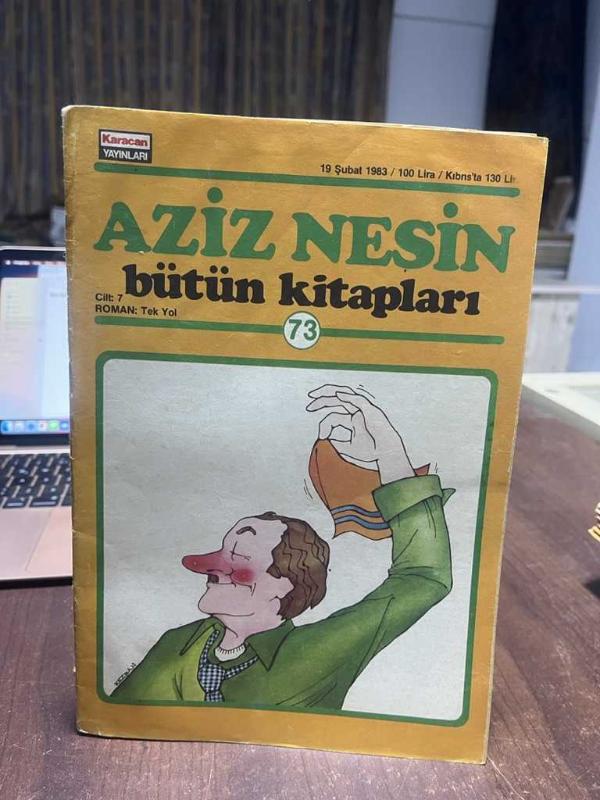 Karacan
YAYINLARI
19 Şubat 1983 / 100 Lira / Kıbrıs'ta 130 Li
AZİZ NESİN
bütün kitapları
Cilt: 7
ROMAN: Tek Yol
73